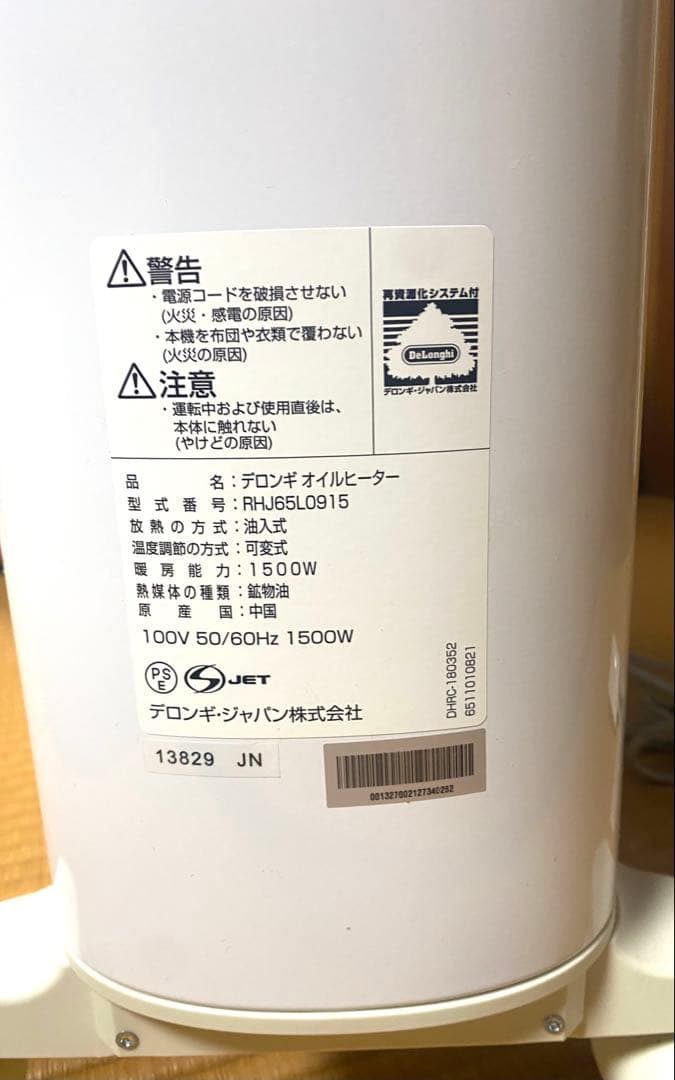 警告
・電源コードを破損させない
(火災・感電の原因)
・本機を布団や衣類で覆わない
(火災の原因)
注意
・運転中および使用直後は、
本体に触れない
(やけどの原因)
再資源化システム付
DeLonghi
デロンギ・ジャパン株式会社
品 名：デロンギ オイルヒーター
型式番号：RHJ65L0915
放熱の方式：油入式
温度調節の方式：可変式
暖房能力：1500W
熱媒体の種類：鉱物油
原産国：中国
100V 50/60Hz 1500W
PS
E
JET
デロンギ・ジャパン株式会社
DHRC-180352
6511010821
13829 JN
001327002127340252